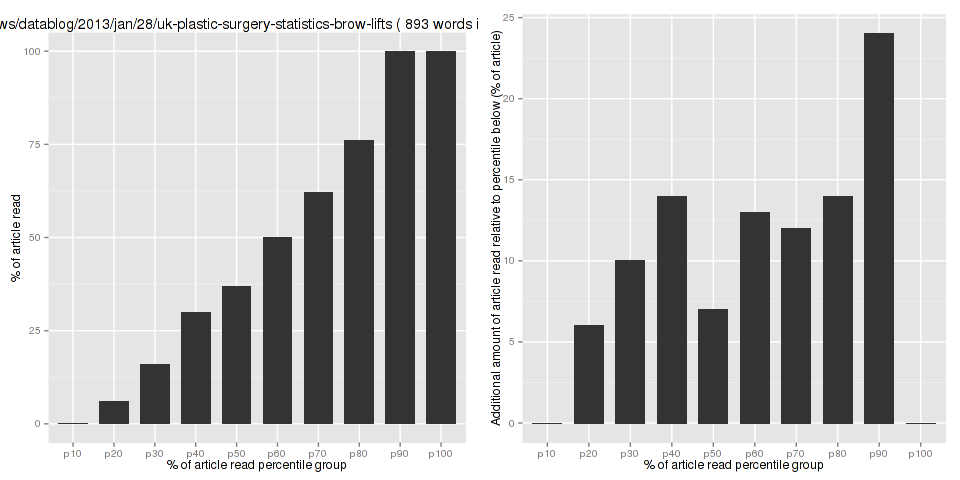 ws/datablog/2013/jan/28/uk-plastic-surgery-statistics-brow-lifts ( 893 words i
100
75
50
25
0
% of article read
p10 p20 p30 p40 p50 p60 p70 p80 p90 p100
% of article read percentile group
25
20
15
10
5
0
Additional amount of article read relative to percentile below (% of article)
p10 p20 p30 p40 p50 p60 p70 p80 p90 p100
% of article read percentile group